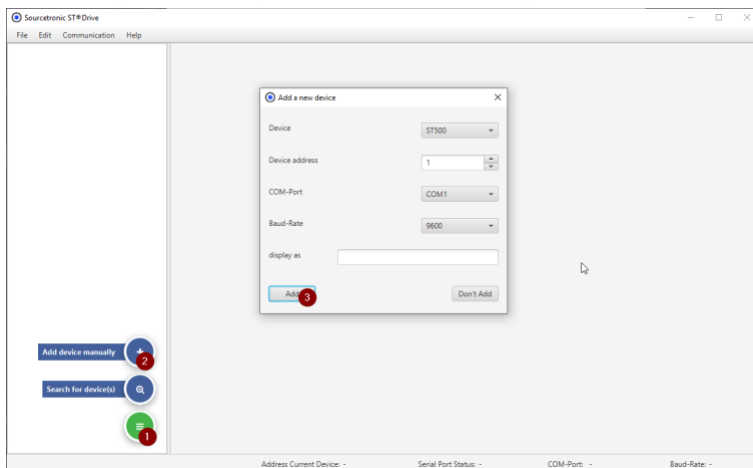 Sourcetronic ST®Drive
File Edit Communication Help
Add a new device
Device ST500
Device address 1
COM-Port COM1
Baud-Rate 9600
display as
Add 3 Don't Add
Add device manually 2
Search for device(s)
1
Address Current Device: - Serial Port Status: - COM-Port: - Baud-Rate: -